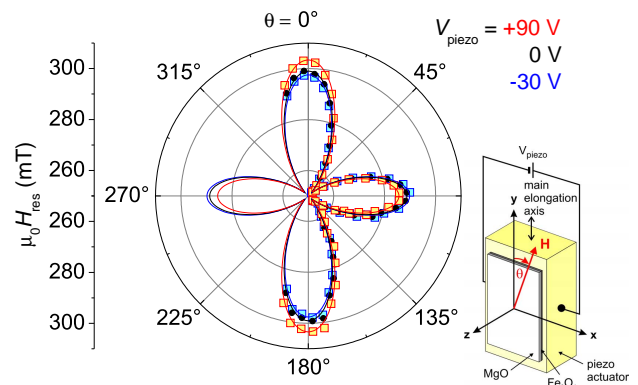 θ = 0°
45°
135°
180°
225°
270°
315°
300
280
260
260
280
300
μ₀H_res (mT)
V_piezo = +90 V
0 V
-30 V
V_piezo
main
elongation
axis
y
H
θ
z
x
MgO
piezo
actuator